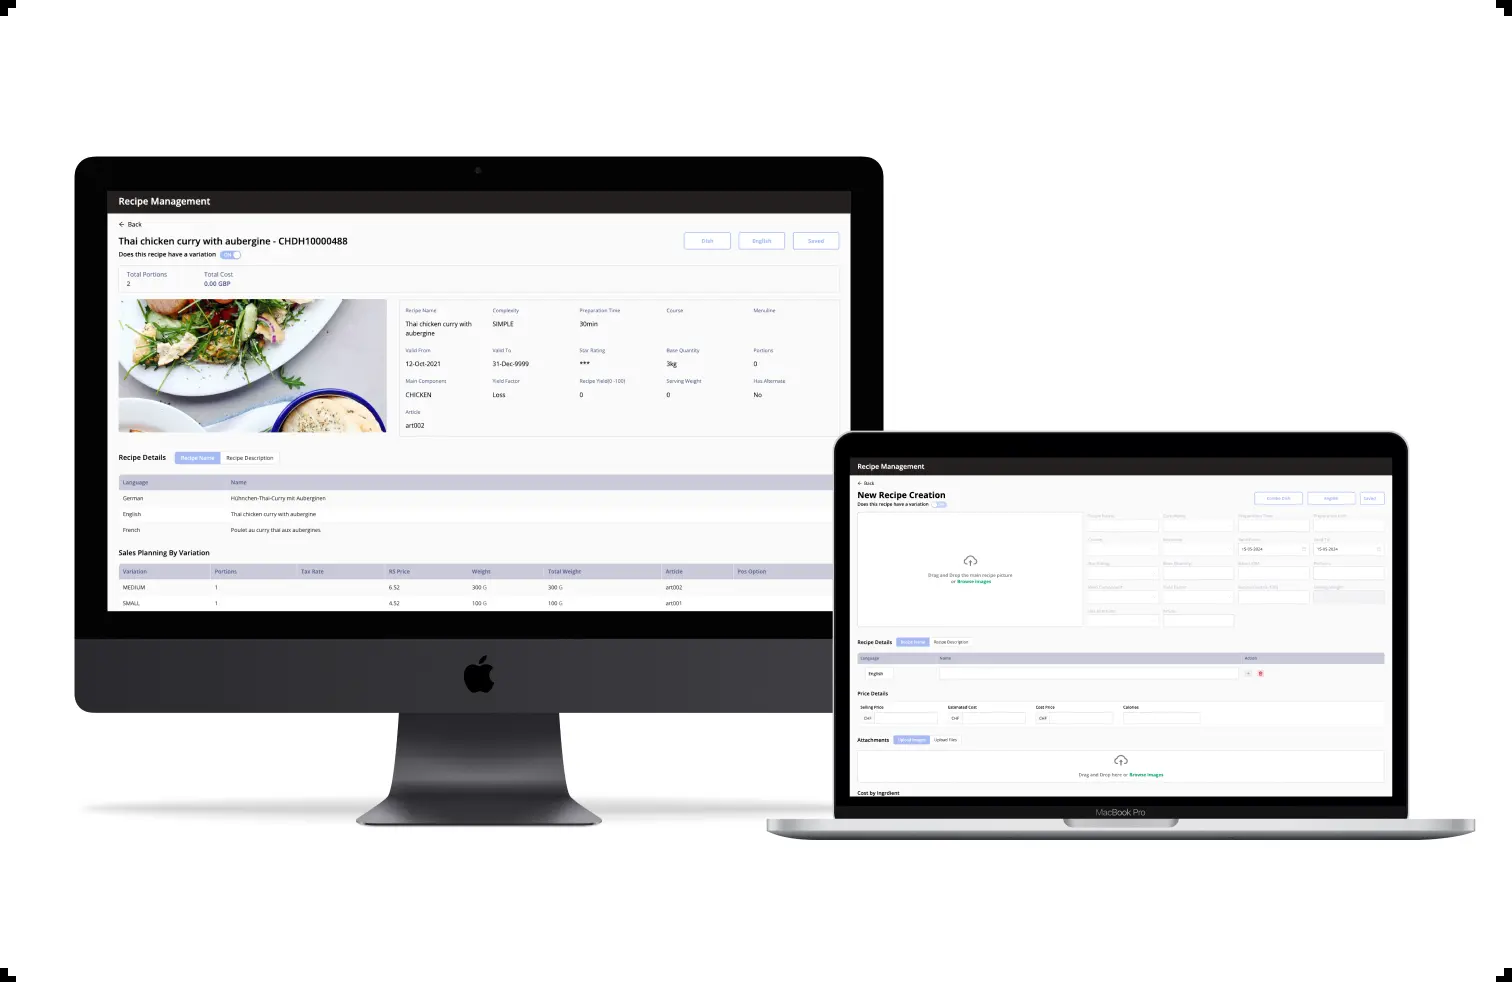 Recipe Management
← Back
Thai chicken curry with aubergine - CHDH10000488
Does this recipe have a variation ON
Dish English Saved
Total Portions Total Cost
2 0.00 GBP
Recipe Name Complexity Preparation Time Course Menuline
Thai chicken curry with aubergine SIMPLE 30min
Valid From Valid To Star Rating Base Quantity Portions
12-Oct-2021 31-Dec-9999 *** 3kg 0
Main Component Yield Factor Recipe Yield(0 -100) Serving Weight Has Alternate
CHICKEN Loss 0 0 No
Article
art002
Recipe Details Recipe Name Recipe Description
Language Name
German Hühnchen-Thai-Curry mit Auberginen
English Thai chicken curry with aubergine
French Poulet au curry thaï aux aubergines
Sales Planning By Variation
Variation Portions Tax Rate RS Price Weight Total Weight Article Pos Option
MEDIUM 1 6.52 300 G 300 G art002
SMALL 1 4.52 100 G 100 G art001
Recipe Management
← Back
New Recipe Creation
Does this recipe have a variation
English Saved
15-05-2024 15-05-2024
Drag and Drop the main recipe picture
or Browse Images
Recipe Details Recipe Name Recipe Description
Language Name Action
English
Price Details
Selling Price Estimated Cost Cost Price Calories
CHF CHF CHF
Attachments Upload Images Upload Files
Drag and Drop here or Browse Images
Cost by Ingrdient
MacBook Pro